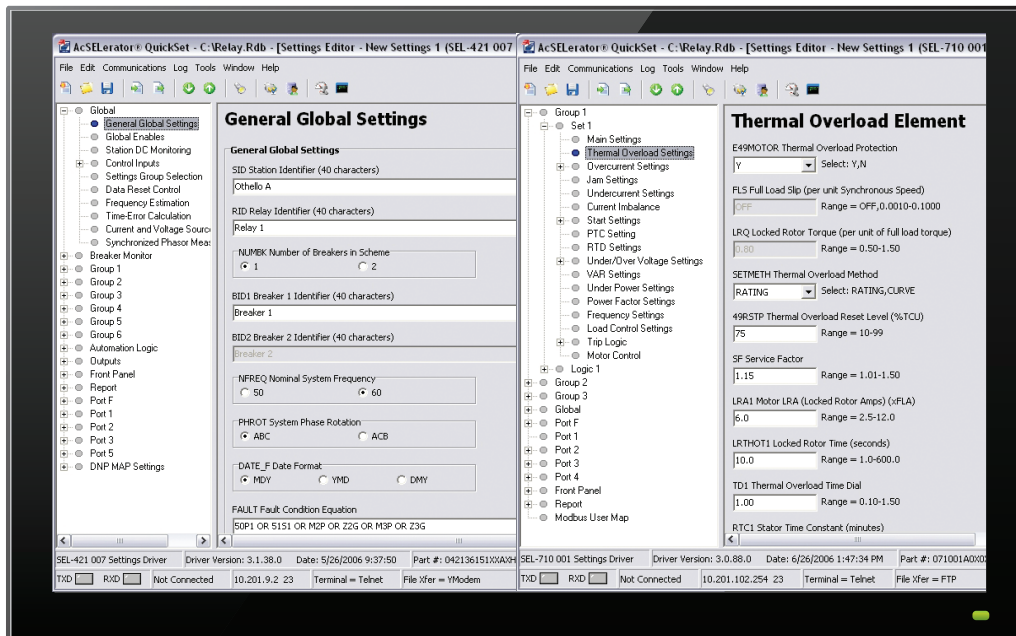 AcSELerator® QuickSet - C:\Relay.Rdb - [Settings Editor - New Settings 1 (SEL-421 007
File Edit Communications Log Tools Window Help
Global
General Global Settings
Global Enables
Station DC Monitoring
Control Inputs
Settings Group Selection
Data Reset Control
Frequency Estimation
Time-Error Calculation
Current and Voltage Sourc
Synchronized Phasor Meas
Breaker Monitor
Group 1
Group 2
Group 3
Group 4
Group 5
Group 6
Automation Logic
Outputs
Front Panel
Report
Port F
Port 1
Port 2
Port 3
Port 5
DNP MAP Settings
General Global Settings
General Global Settings
SID Station Identifier (40 characters)
Othello A
RID Relay Identifier (40 characters)
Relay 1
NUMBK Number of Breakers in Scheme
1 2
BID1 Breaker 1 Identifier (40 characters)
Breaker 1
BID2 Breaker 2 Identifier (40 characters)
Breaker 2
NFREQ Nominal System Frequency
50 60
PHROT System Phase Rotation
ABC ACB
DATE_F Date Format
MDY YMD DMY
FAULT Fault Condition Equation
50P1 OR 51S1 OR M2P OR Z2G OR M3P OR Z3G
SEL-421 007 Settings Driver Driver Version: 3.1.38.0 Date: 5/26/2006 9:37:50 Part #: 042136151XXAXH
TXD RXD Not Connected 10.201.9.2 23 Terminal = Telnet File Xfer = YModem
AcSELerator® QuickSet - C:\Relay.Rdb - [Settings Editor - New Settings 1 (SEL-710 001
File Edit Communications Log Tools Window Help
Group 1
Set 1
Main Settings
Thermal Overload Settings
Overcurrent Settings
Jam Settings
Undercurrent Settings
Current Imbalance
Start Settings
PTC Setting
RTD Settings
Under/Over Voltage Settings
VAR Settings
Under Power Settings
Power Factor Settings
Frequency Settings
Load Control Settings
Trip Logic
Motor Control
Logic 1
Group 2
Group 3
Global
Port F
Port 1
Port 2
Port 3
Port 4
Front Panel
Report
Modbus User Map
Thermal Overload Element
E49MOTOR Thermal Overload Protection
Y Select: Y,N
FLS Full Load Slip (per unit Synchronous Speed)
OFF Range = OFF,0.0010-0.1000
LRQ Locked Rotor Torque (per unit of full load torque)
0.80 Range = 0.50-1.50
SETMETH Thermal Overload Method
RATING Select: RATING,CURVE
49RSTP Thermal Overload Reset Level (%TCU)
75 Range = 10-99
SF Service Factor
1.15 Range = 1.01-1.50
LRA1 Motor LRA (Locked Rotor Amps) (xFLA)
6.0 Range = 2.5-12.0
LRTHOT1 Locked Rotor Time (seconds)
10.0 Range = 1.0-600.0
TD1 Thermal Overload Time Dial
1.00 Range = 0.10-1.50
RTC1 Stator Time Constant (minutes)
SEL-710 001 Settings Driver Driver Version: 3.0.88.0 Date: 6/26/2006 1:47:34 PM Part #: 071001A0X0X
TXD RXD Not Connected 10.201.102.254 23 Terminal = Telnet File Xfer = FTP